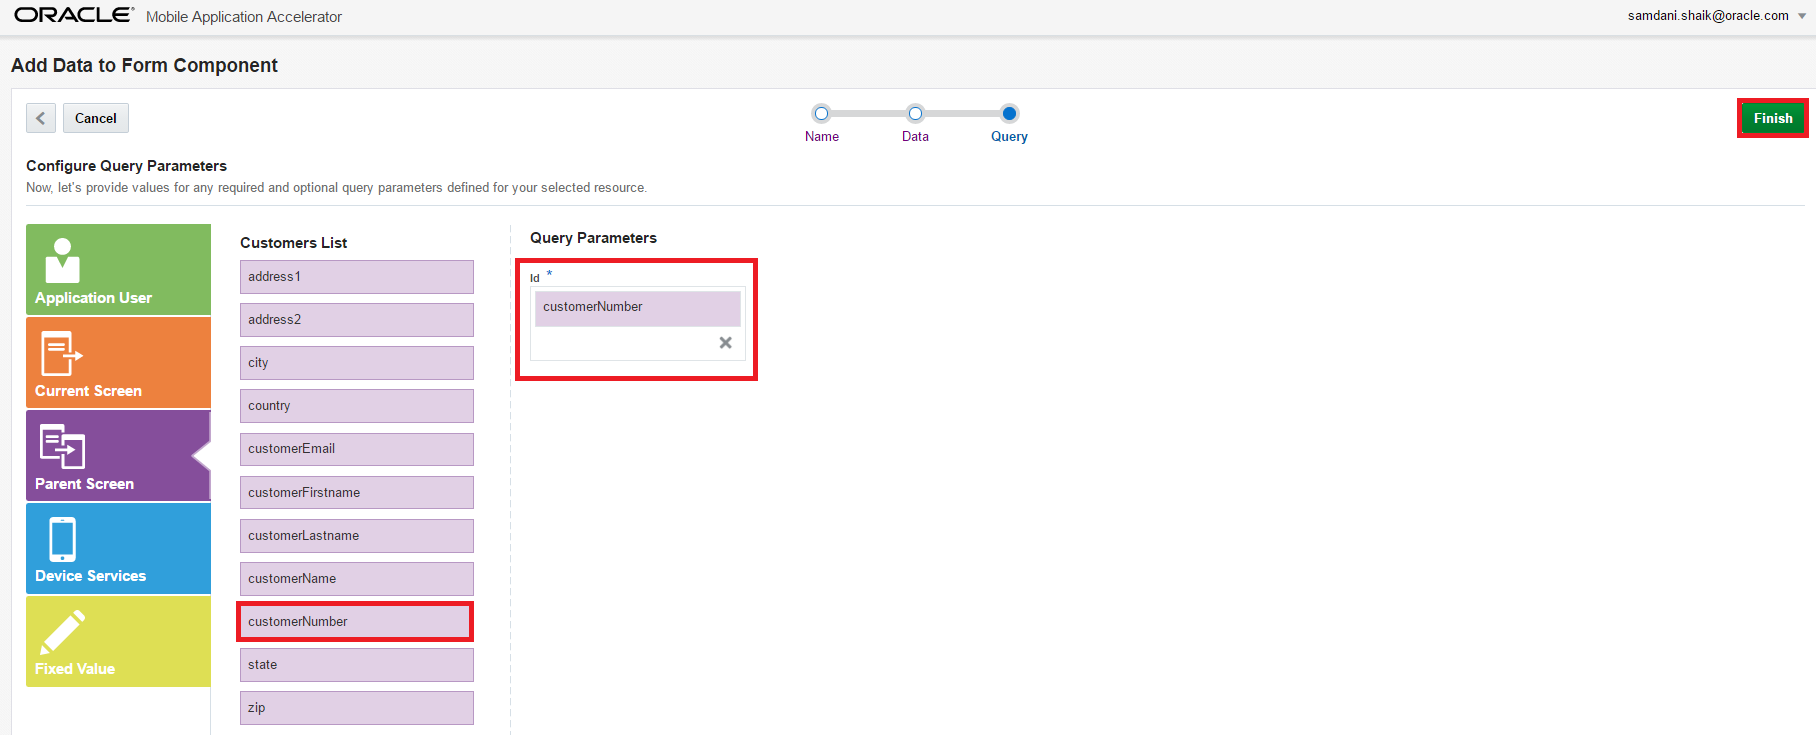 ORACLE® Mobile Application Accelerator
samdani.shaik@oracle.com
Add Data to Form Component
Cancel
Name
Data
Query
Finish
Configure Query Parameters
Now, let's provide values for any required and optional query parameters defined for your selected resource.
Application User
Current Screen
Parent Screen
Device Services
Fixed Value
Customers List
address1
address2
city
country
customerEmail
customerFirstname
customerLastname
customerName
customerNumber
state
zip
Query Parameters
Id *
customerNumber